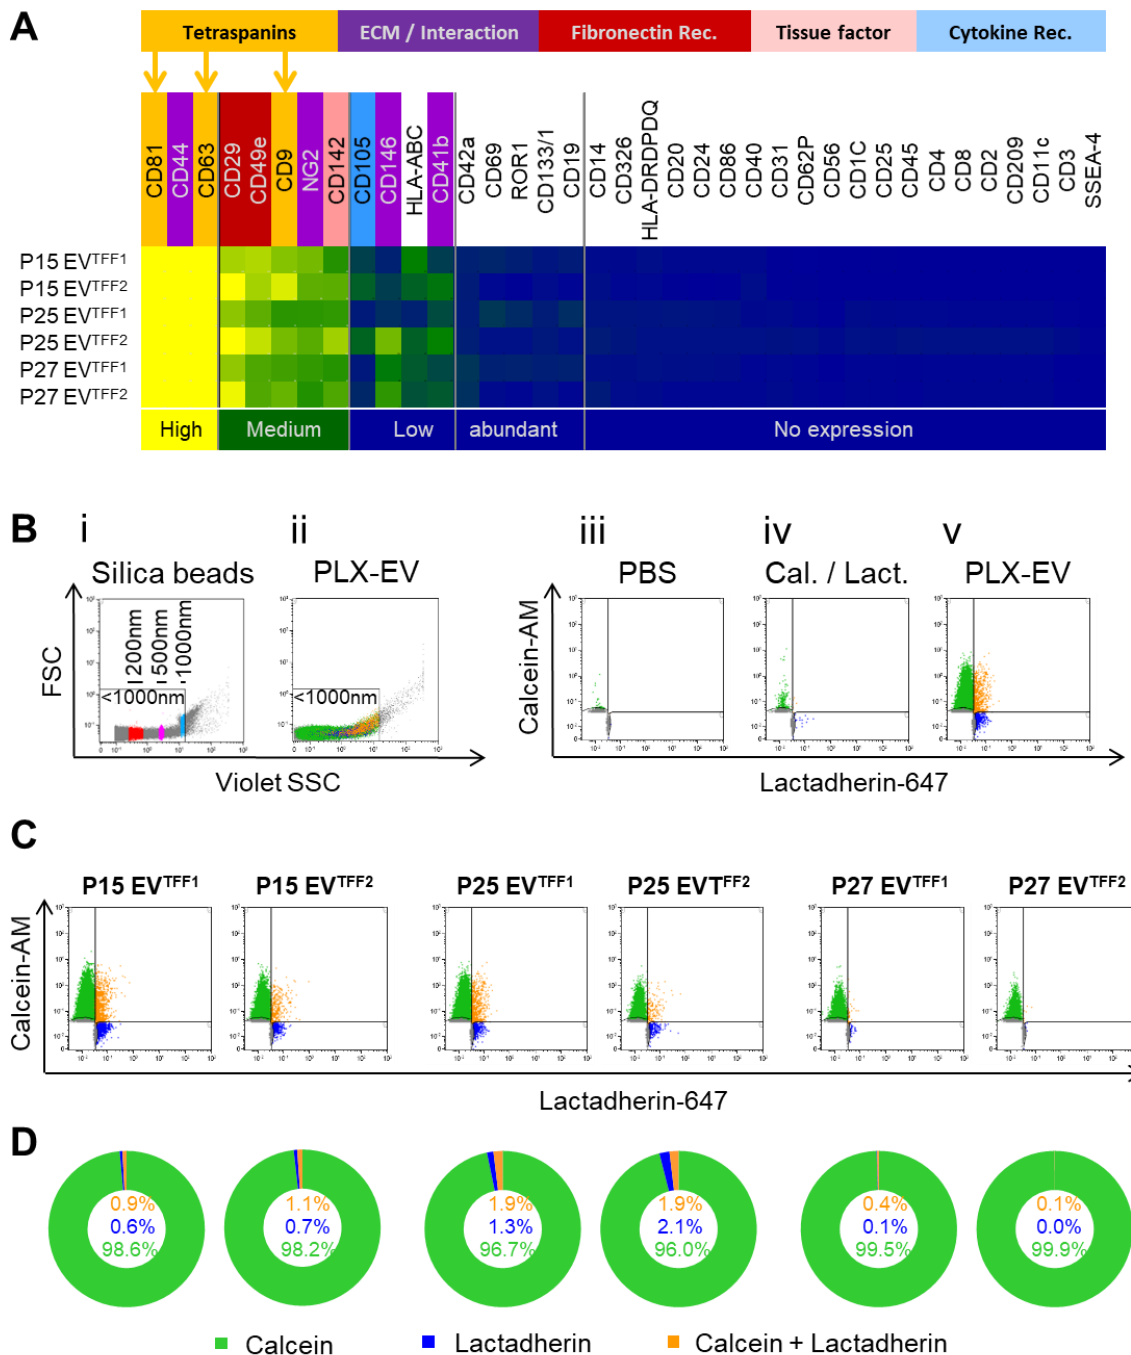 A
Tetraspanins ECM / Interaction Fibronectin Rec. Tissue factor Cytokine Rec.
CD81 CD44 CD63 CD29 CD49e CD9 NG2 CD142 CD105 CD146 HLA-ABC CD41b CD42a CD69 ROR1 CD133/1 CD19 CD14 CD326 HLA-DRDPDQ CD20 CD24 CD86 CD40 CD31 CD62P CD56 CD1C CD25 CD45 CD4 CD8 CD2 CD209 CD11c CD3 SSEA-4
P15 EVTFF1
P15 EVTFF2
P25 EVTFF1
P25 EVTFF2
P27 EVTFF1
P27 EVTFF2
High Medium Low abundant No expression
B
i ii iii iv v
Silica beads PLX-EV PBS Cal. / Lact. PLX-EV
FSC
200nm
500nm
1000nm
<1000nm
<1000nm
Calcein-AM
Violet SSC
Lactadherin-647
C
P15 EVTFF1 P15 EVTFF2 P25 EVTFF1 P25 EVTFF2 P27 EVTFF1 P27 EVTFF2
Calcein-AM
Lactadherin-647
D
0.9% 1.1% 1.9% 1.9% 0.4% 0.1%
0.6% 0.7% 1.3% 2.1% 0.1% 0.0%
98.6% 98.2% 96.7% 96.0% 99.5% 99.9%
Calcein Lactadherin Calcein + Lactadherin